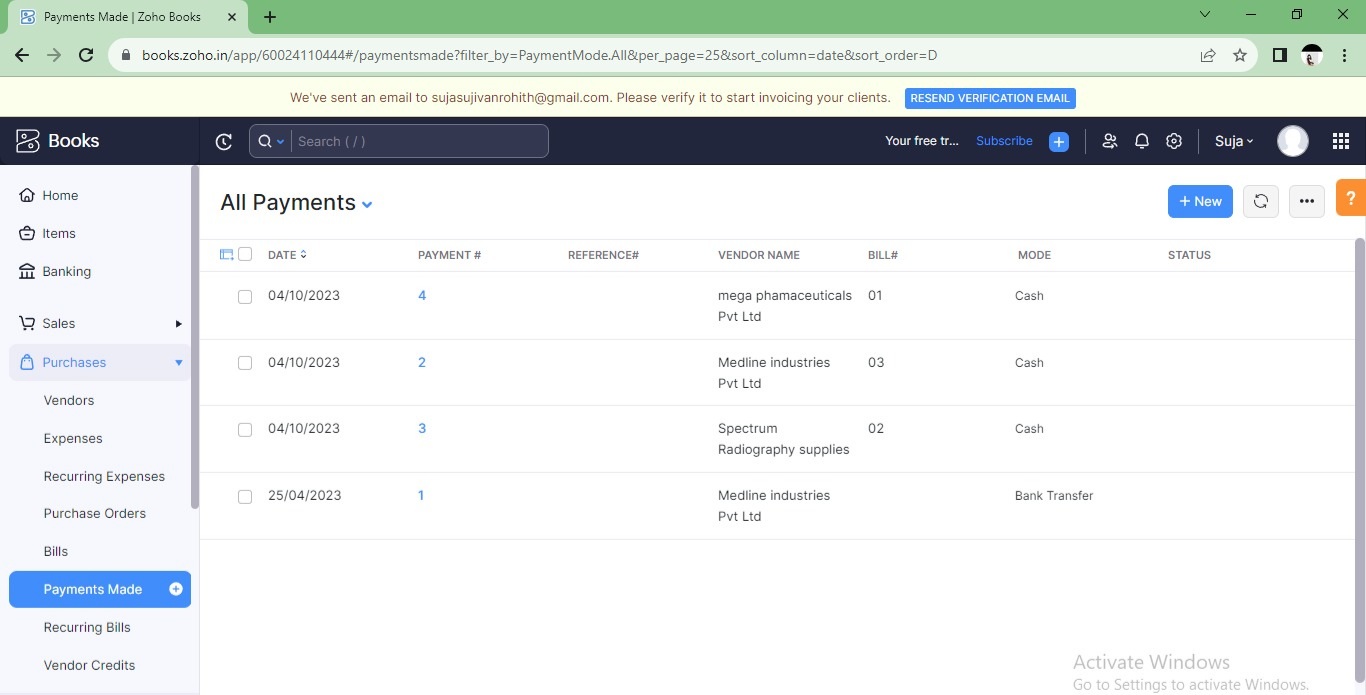 Payments Made | Zoho Books
books.zoho.in/app/60024110444#/paymentsmade?filter_by=PaymentMode.All&per_page=25&sort_column=date&sort_order=D
We've sent an email to sujasujivanrohith@gmail.com. Please verify it to start invoicing your clients. RESEND VERIFICATION EMAIL
Books
Search ( / )
Your free tr... Subscribe
Suja
Home
Items
Banking
Sales
Purchases
Vendors
Expenses
Recurring Expenses
Purchase Orders
Bills
Payments Made
Recurring Bills
Vendor Credits
All Payments
+ New
?
DATE PAYMENT # REFERENCE# VENDOR NAME BILL# MODE STATUS
04/10/2023 4 mega phamaceuticals 01 Cash
Pvt Ltd
04/10/2023 2 Medline industries 03 Cash
Pvt Ltd
04/10/2023 3 Spectrum 02 Cash
Radiography supplies
25/04/2023 1 Medline industries Bank Transfer
Pvt Ltd
Activate Windows
Go to Settings to activate Windows.